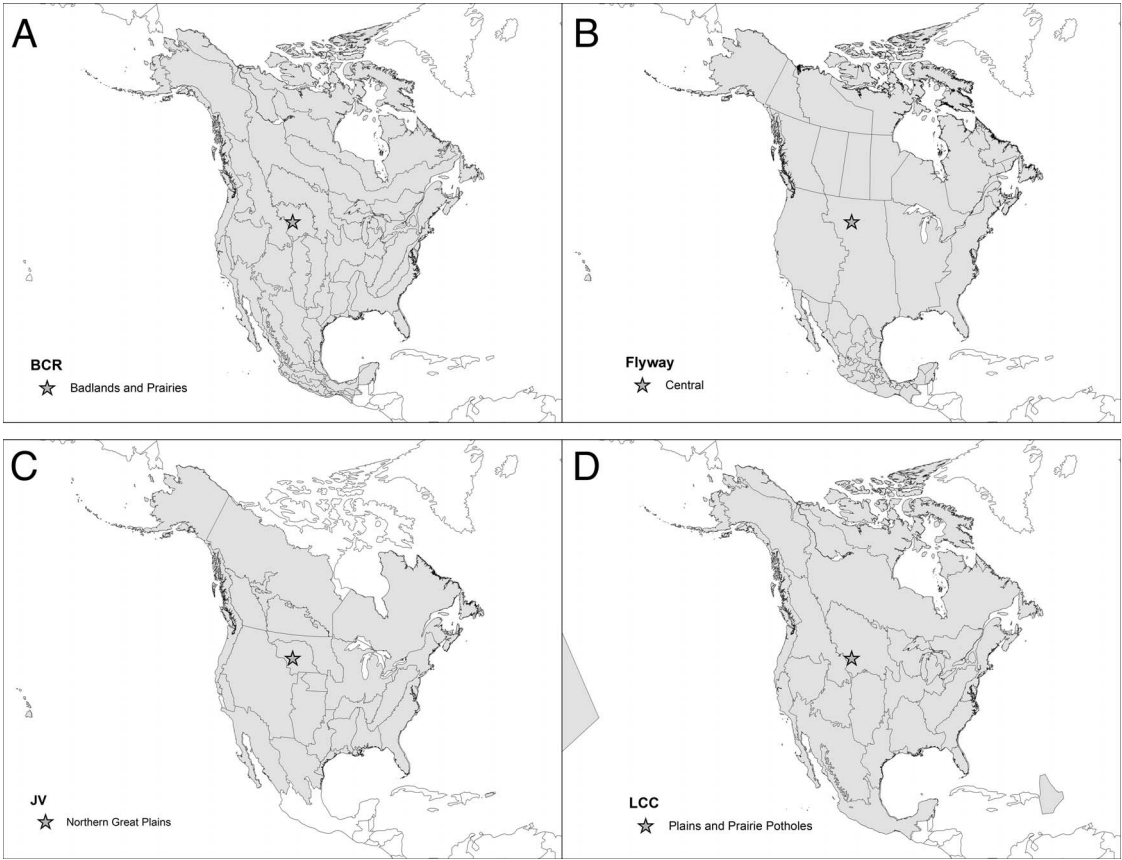 A
BCR
Badlands and Prairies
B
Flyway
Central
C
JV
Northern Great Plains
D
LCC
Plains and Prairie Potholes